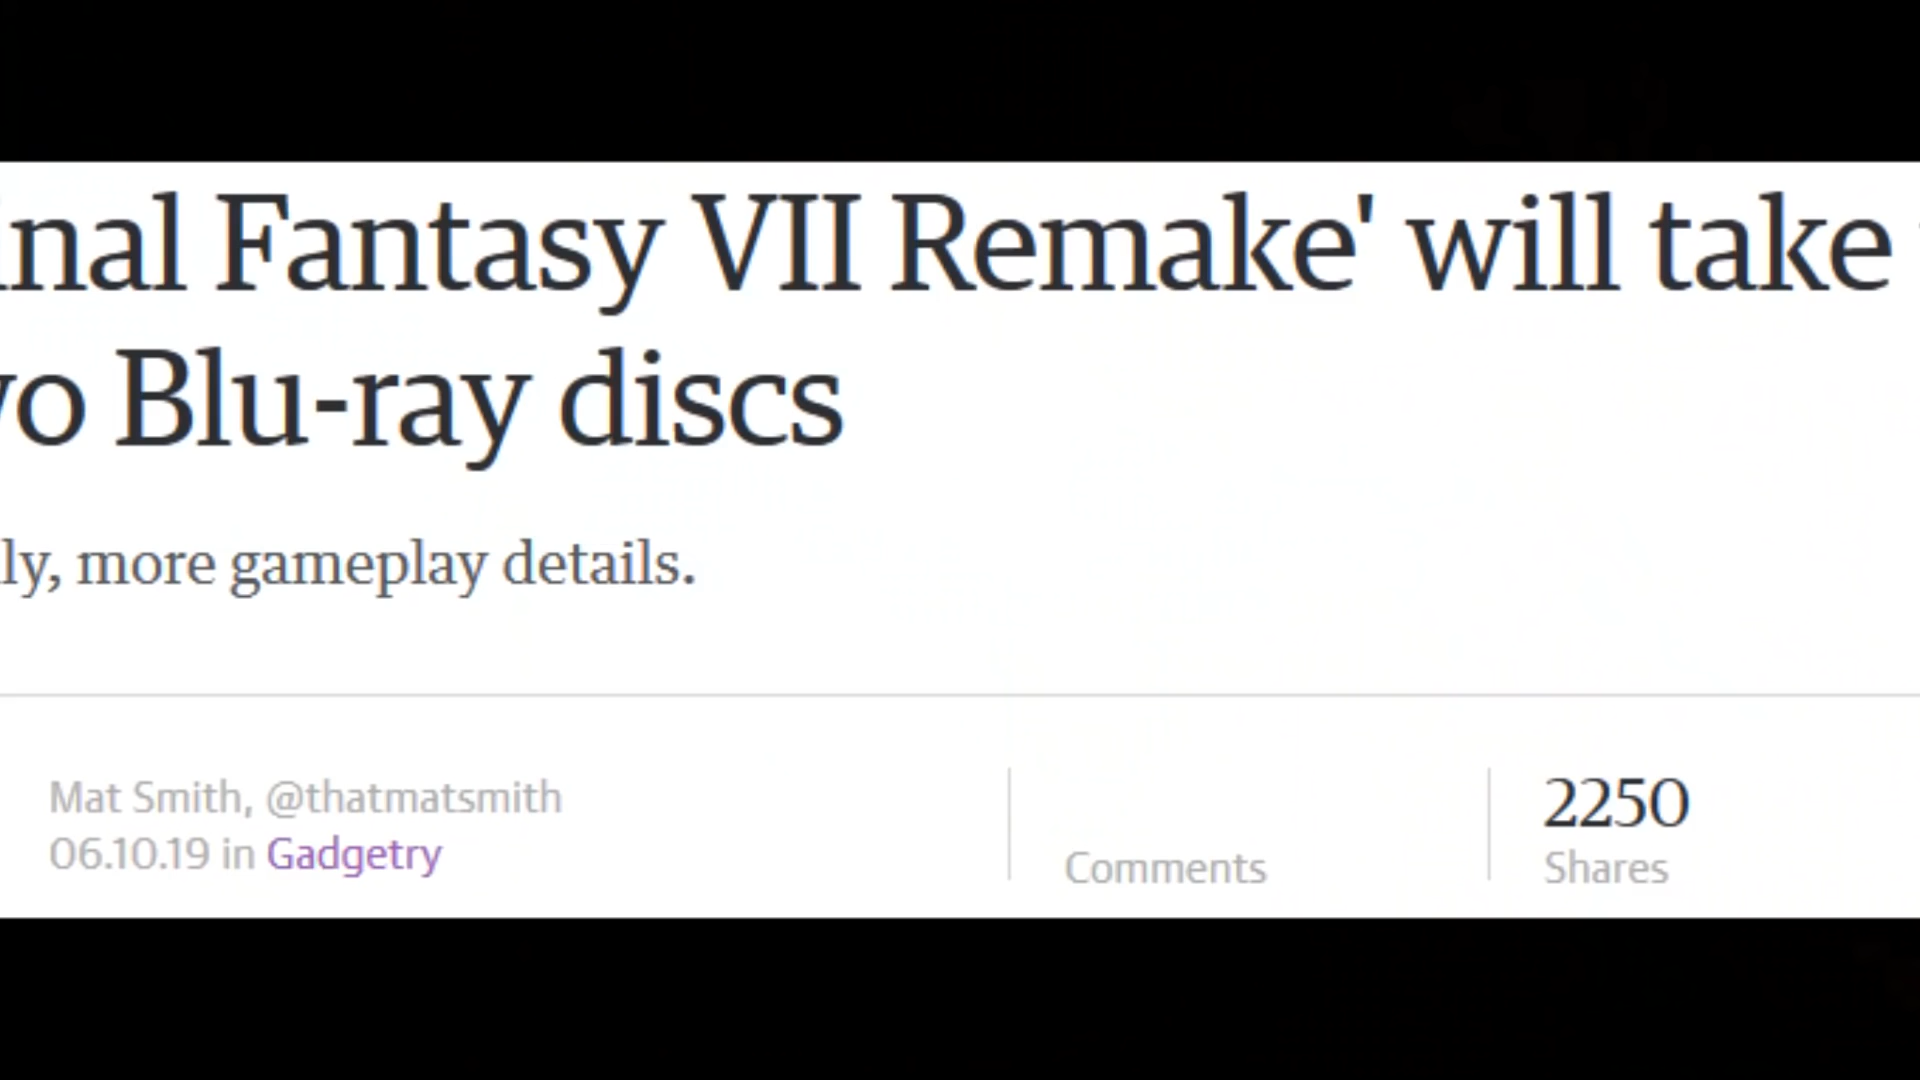 inal Fantasy VII Remake' will take
wo Blu-ray discs
ly, more gameplay details.
Mat Smith, @thatmatsmith
06.10.19 in Gadgetry
Comments
2250
Shares